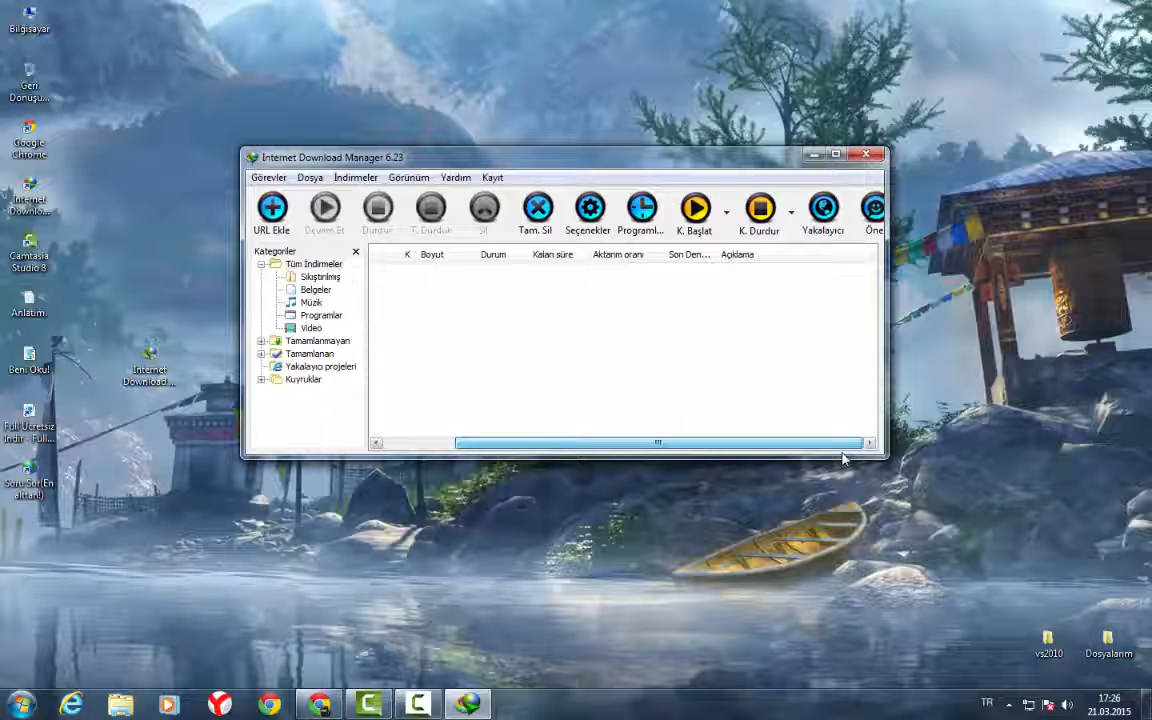 Bilgisayar
Geri
Dönüşü...
Google
Chrome
Internet
Downlo...
Camtasia
Studio 8
Anlatım.
Beni Oku!
Full Ücretsiz
İndir - Full...
Soru Sor(En
alttan!)
Internet
Download...
Internet Download Manager 6.23
Görevler Dosya İndirmeler Görünüm Yardım Kayıt
URL Ekle Devam Et Durdur T. Durdur Sil Tam. Sil Seçenekler Programl... K. Başlat K. Durdur Yakalayıcı Öne
Kategoriler
K Boyut Durum Kalan süre Aktarım oranı Son Den... Açıklama
Tüm İndirmeler
Sıkıştırılmış
Belgeler
Müzik
Programlar
Video
Tamamlanmayan
Tamamlanan
Yakalayıcı projeleri
Kuyruklar
vs2010
Dosyalarım
TR
17:26
21.03.2015